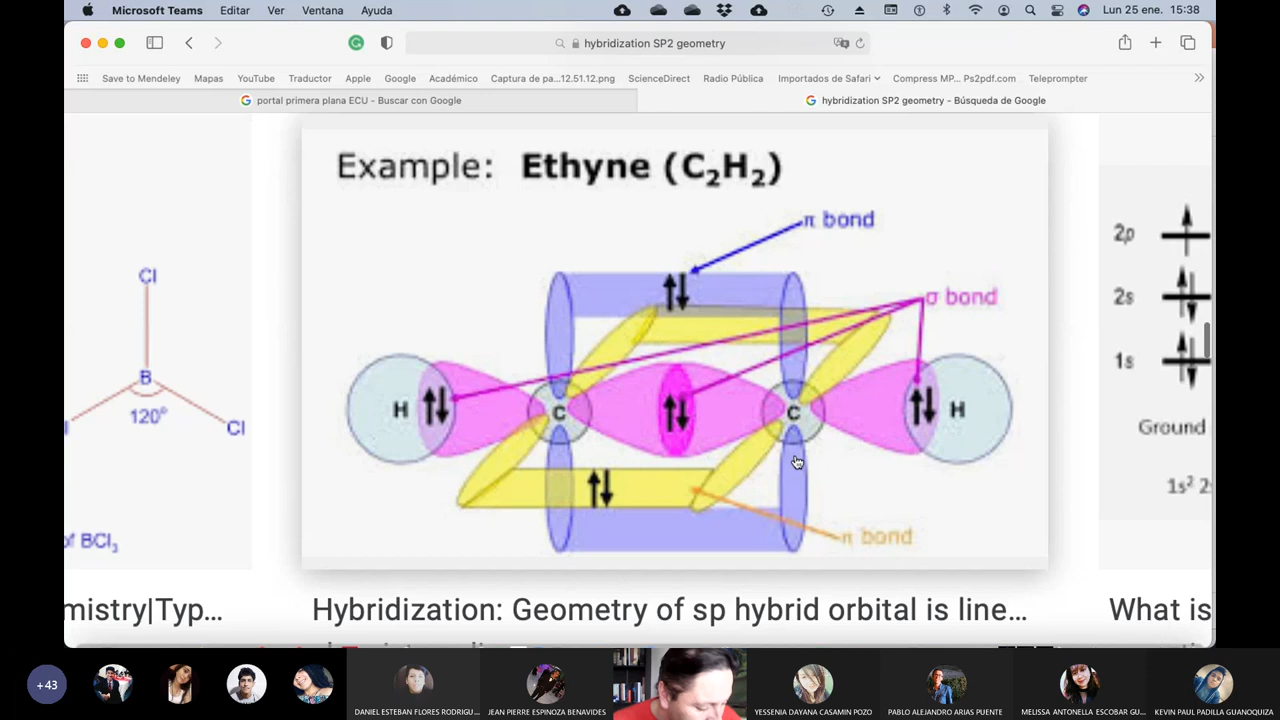 Microsoft Teams Editar Ver Ventana Ayuda Lun 25 ene. 15:38
hybridization SP2 geometry
Save to Mendeley Mapas YouTube Traductor Apple Google Académico Captura de pa...12.51.12.png ScienceDirect Radio Pública Importados de Safari Compress MP... Ps2pdf.com Teleprompter
portal primera plana ECU - Buscar con Google hybridization SP2 geometry - Búsqueda de Google
Example: Ethyne (C₂H₂)
π bond
σ bond
H C C H
π bond
Cl
B
120°
Cl
of BCl₃
2p
2s
1s
Ground
1s² 2
mistry|Typ... Hybridization: Geometry of sp hybrid orbital is line... What is
+43 DANIEL ESTEBAN FLORES RODRIGU... JEAN PIERRE ESPINOZA BENAVIDES YESSENIA DAYANA CASAMIN POZO PABLO ALEJANDRO ARIAS PUENTE MELISSA ANTONELLA ESCOBAR GU... KEVIN PAUL PADILLA GUANOQUIZA